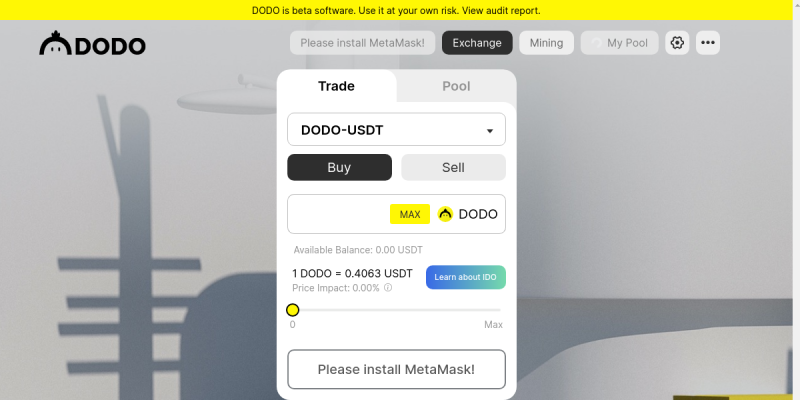 DODO is beta software. Use it at your own risk. View audit report.
DODO
Please install MetaMask!
Exchange
Mining
My Pool
Trade
Pool
DODO-USDT
Buy
Sell
MAX
DODO
Available Balance: 0.00 USDT
1 DODO = 0.4063 USDT
Learn about IDO
Price Impact: 0.00%
0
Max
Please install MetaMask!